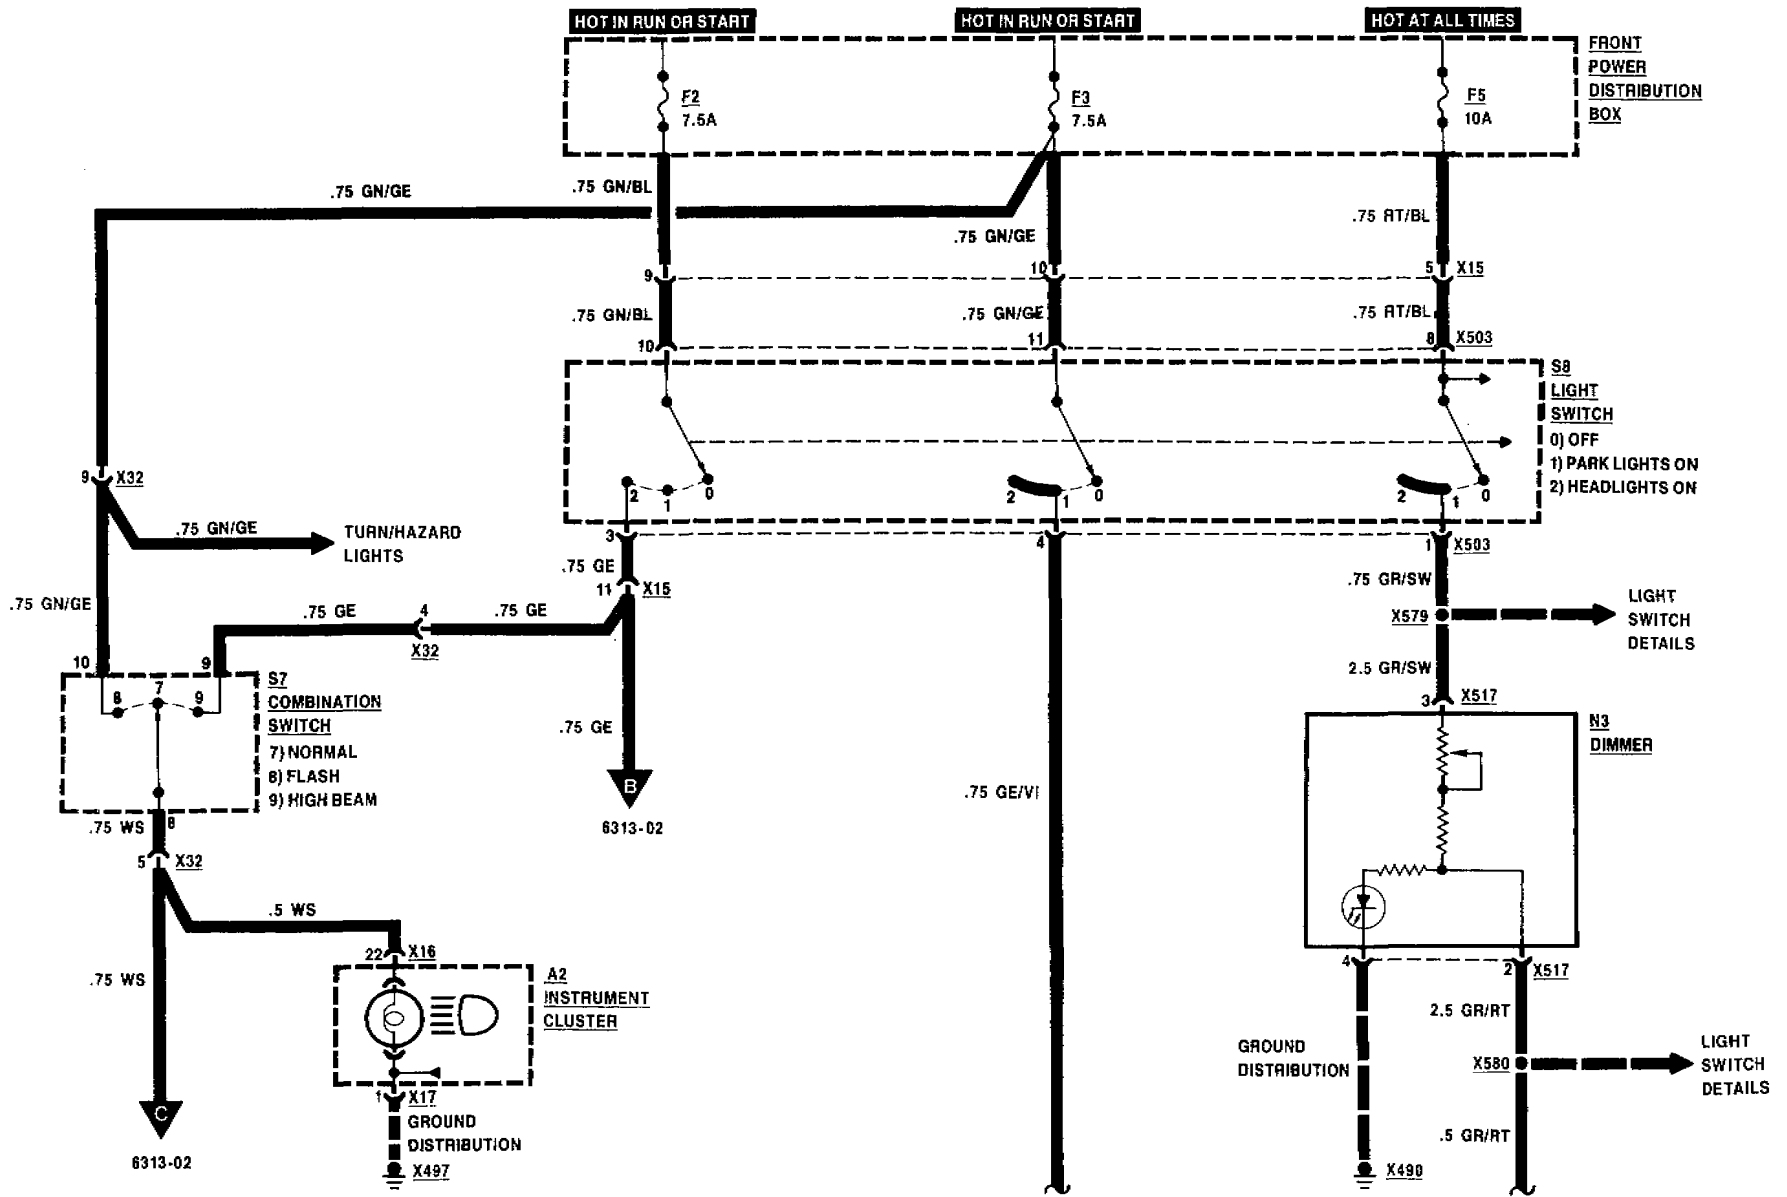 HOT IN RUN OR START
HOT IN RUN OR START
HOT AT ALL TIMES
FRONT
POWER
DISTRIBUTION
BOX
F2
7.5A
F3
7.5A
F5
10A
.75 GN/GE
.75 GN/BL
.75 GN/GE
.75 RT/BL
9
10
5
X15
.75 GN/BL
.75 GN/GE
.75 RT/BL
10
11
8
X503
S8
LIGHT
SWITCH
0) OFF
1) PARK LIGHTS ON
2) HEADLIGHTS ON
2
1
0
2
1
0
2
1
0
9
X32
.75 GN/GE
TURN/HAZARD
LIGHTS
3
4
1
X503
.75 GE
11
X15
.75 GR/SW
X579
LIGHT
SWITCH
DETAILS
.75 GN/GE
.75 GE
4
X32
.75 GE
2.5 GR/SW
3
X517
10
9
8
7
9
S7
COMBINATION
SWITCH
7) NORMAL
8) FLASH
9) HIGH BEAM
.75 GE
B
6313-02
.75 GE/VI
N3
DIMMER
.75 WS
8
5
X32
.5 WS
.75 WS
22
X16
A2
INSTRUMENT
CLUSTER
1
X17
GROUND
DISTRIBUTION
X497
C
6313-02
4
2
X517
2.5 GR/RT
GROUND
DISTRIBUTION
X580
LIGHT
SWITCH
DETAILS
.5 GR/RT
X490